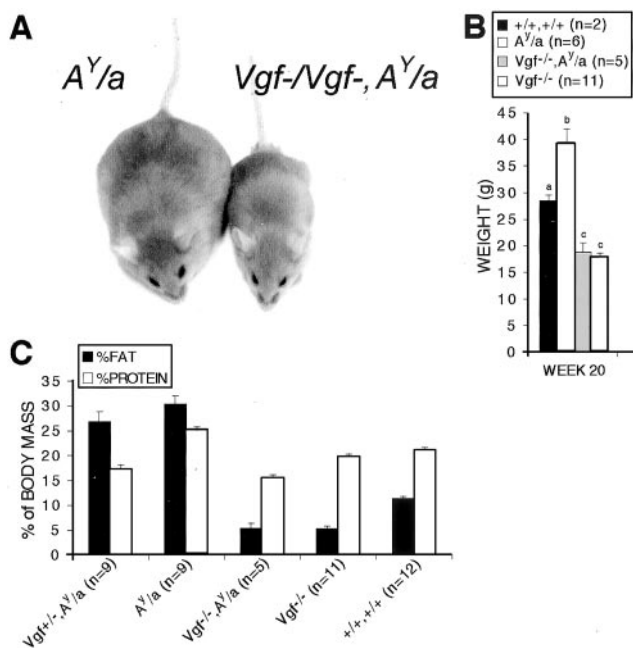 A
A^Y/a
Vgf-/Vgf-, A^Y/a
B
+/+,+/+ (n=2)
A^y/a (n=6)
Vgf-/-,A^y/a (n=5)
Vgf-/- (n=11)
WEIGHT (g)
45
40
35
30
25
20
15
10
5
0
a
b
c
c
WEEK 20
C
%FAT
%PROTEIN
% of BODY MASS
35
30
25
20
15
10
5
0
Vgf+/-,A^y/a (n=9)
A^y/a (n=9)
Vgf-/-,A^y/a (n=5)
Vgf-/- (n=11)
+/+,+/+ (n=12)